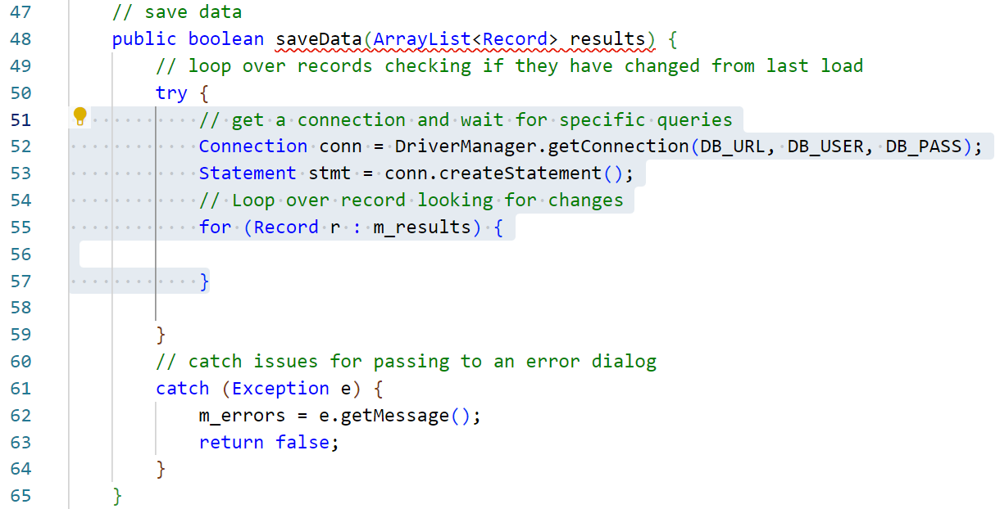 47 // save data
48 public boolean saveData(ArrayList<Record> results) {
49 // loop over records checking if they have changed from last load
50 try {
51 // get a connection and wait for specific queries
52 Connection conn = DriverManager.getConnection(DB_URL, DB_USER, DB_PASS);
53 Statement stmt = conn.createStatement();
54 // Loop over record looking for changes
55 for (Record r : m_results) {
56
57 }
58
59 }
60 // catch issues for passing to an error dialog
61 catch (Exception e) {
62 m_errors = e.getMessage();
63 return false;
64 }
65 }